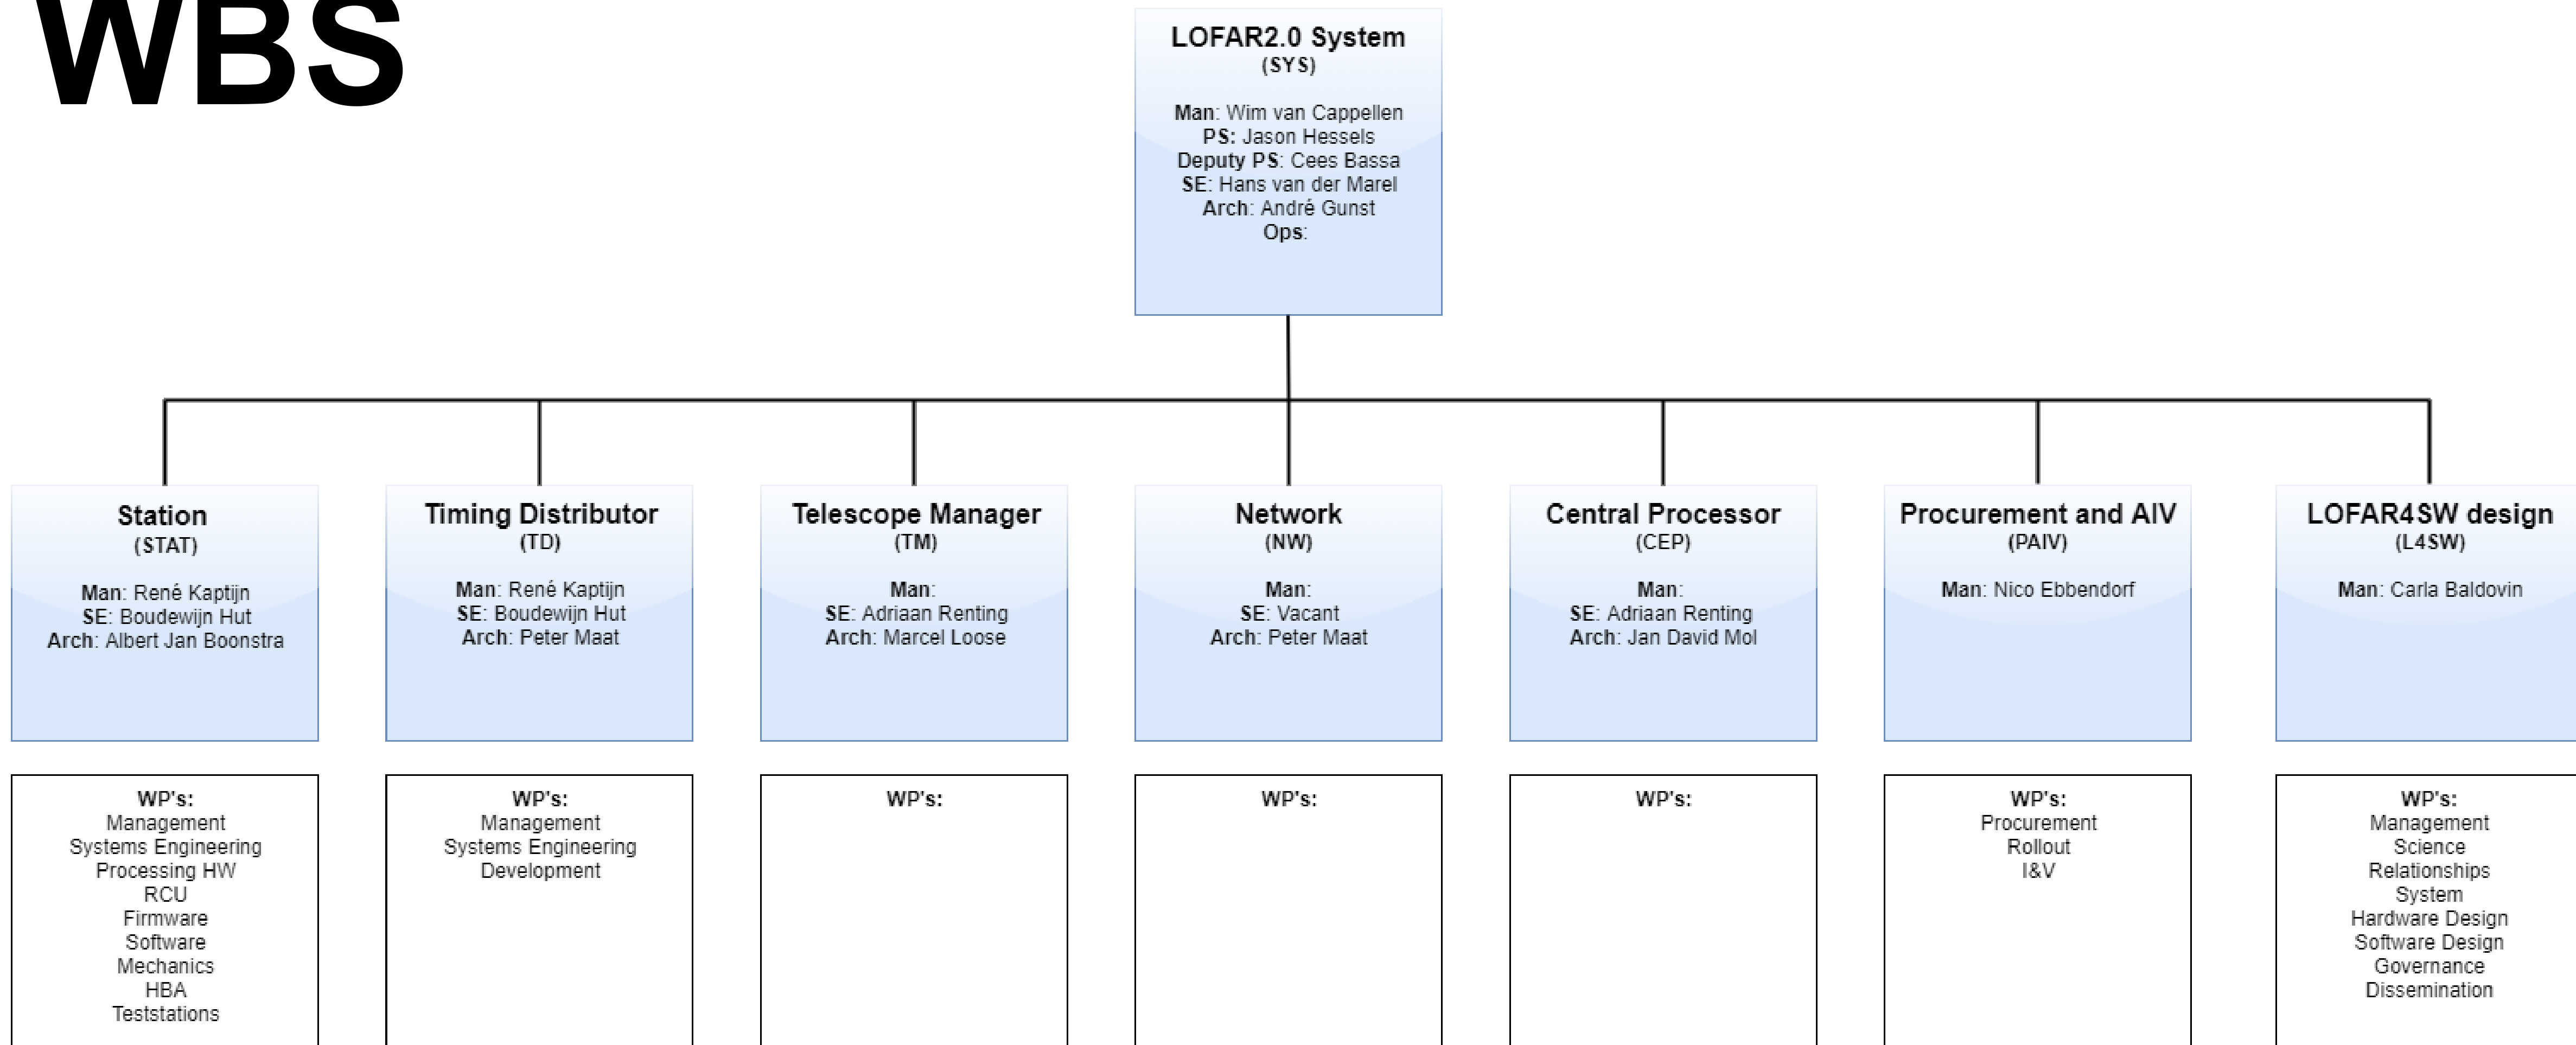 WBS
LOFAR2.0 System
(SYS)
Man: Wim van Cappellen
PS: Jason Hessels
Deputy PS: Cees Bassa
SE: Hans van der Marel
Arch: André Gunst
Ops:
Station
(STAT)
Man: René Kaptijn
SE: Boudewijn Hut
Arch: Albert Jan Boonstra
Timing Distributor
(TD)
Man: René Kaptijn
SE: Boudewijn Hut
Arch: Peter Maat
Telescope Manager
(TM)
Man:
SE: Adriaan Renting
Arch: Marcel Loose
Network
(NW)
Man:
SE: Vacant
Arch: Peter Maat
Central Processor
(CEP)
Man:
SE: Adriaan Renting
Arch: Jan David Mol
Procurement and AIV
(PAIV)
Man: Nico Ebbendorf
LOFAR4SW design
(L4SW)
Man: Carla Baldovin
WP's:
Management
Systems Engineering
Processing HW
RCU
Firmware
Software
Mechanics
HBA
Teststations
WP's:
Management
Systems Engineering
Development
WP's:
WP's:
WP's:
WP's:
Procurement
Rollout
I&V
WP's:
Management
Science
Relationships
System
Hardware Design
Software Design
Governance
Dissemination